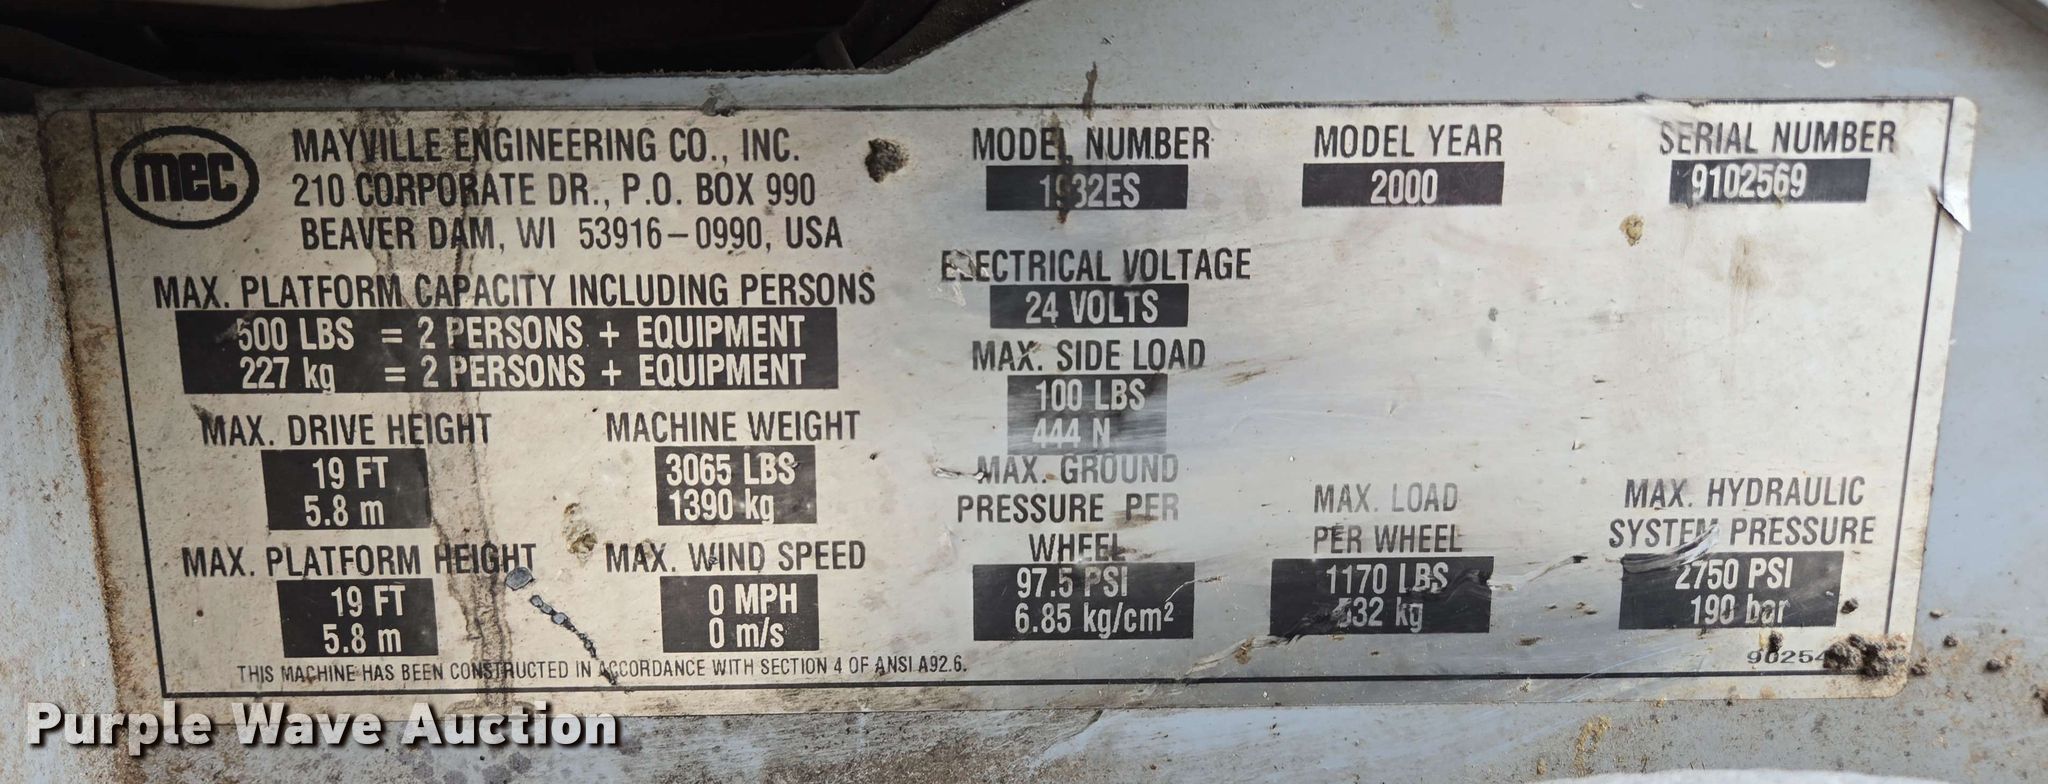 mec
MAYVILLE ENGINEERING CO., INC.
210 CORPORATE DR., P.O. BOX 990
BEAVER DAM, WI 53916-0990, USA
MAX. PLATFORM CAPACITY INCLUDING PERSONS
500 LBS = 2 PERSONS + EQUIPMENT
227 kg = 2 PERSONS + EQUIPMENT
MAX. DRIVE HEIGHT
19 FT
5.8 m
MACHINE WEIGHT
3065 LBS
1390 kg
MAX. PLATFORM HEIGHT
19 FT
5.8 m
MAX. WIND SPEED
0 MPH
0 m/s
THIS MACHINE HAS BEEN CONSTRUCTED IN ACCORDANCE WITH SECTION 4 OF ANSI A92.6.
MODEL NUMBER
1932ES
MODEL YEAR
2000
SERIAL NUMBER
9102569
ELECTRICAL VOLTAGE
24 VOLTS
MAX. SIDE LOAD
100 LBS
444 N
MAX. GROUND
PRESSURE PER
WHEEL
97.5 PSI
6.85 kg/cm²
MAX. LOAD
PER WHEEL
1170 LBS
532 kg
MAX. HYDRAULIC
SYSTEM PRESSURE
2750 PSI
190 bar
Purple Wave Auction